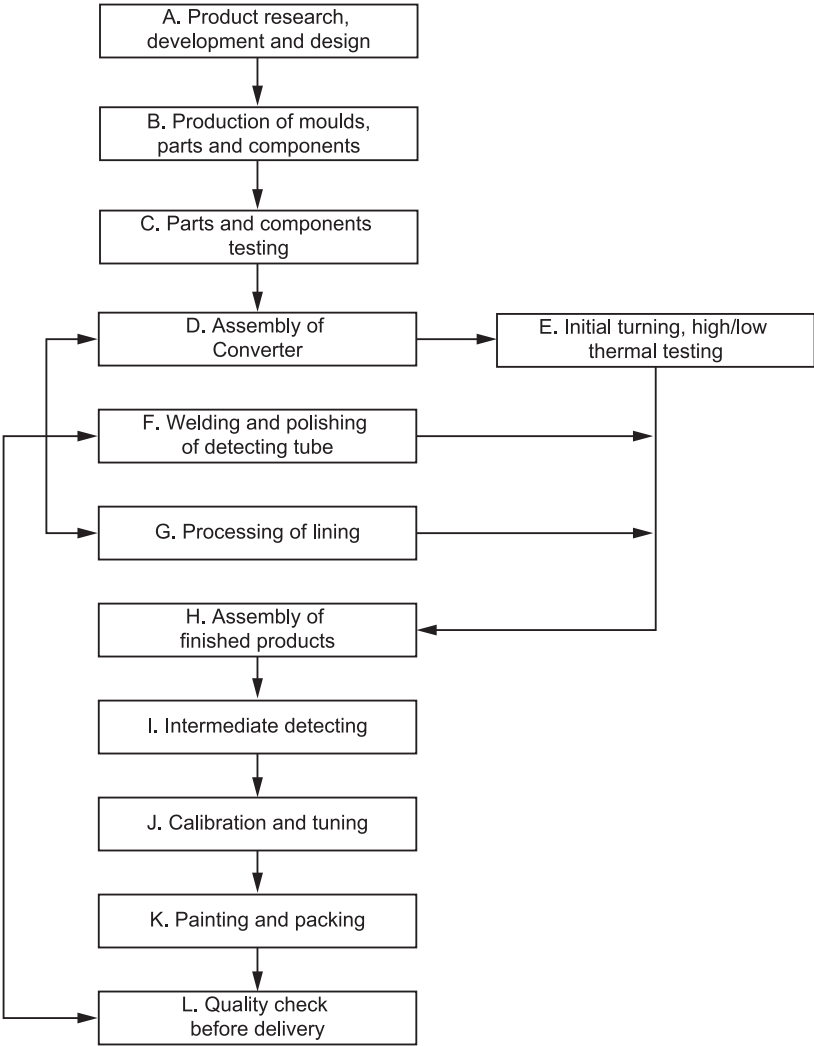 A. Product research,
development and design
B. Production of moulds,
parts and components
C. Parts and components
testing
D. Assembly of
Converter
E. Initial turning, high/low
thermal testing
F. Welding and polishing
of detecting tube
G. Processing of lining
H. Assembly of
finished products
I. Intermediate detecting
J. Calibration and tuning
K. Painting and packing
L. Quality check
before delivery